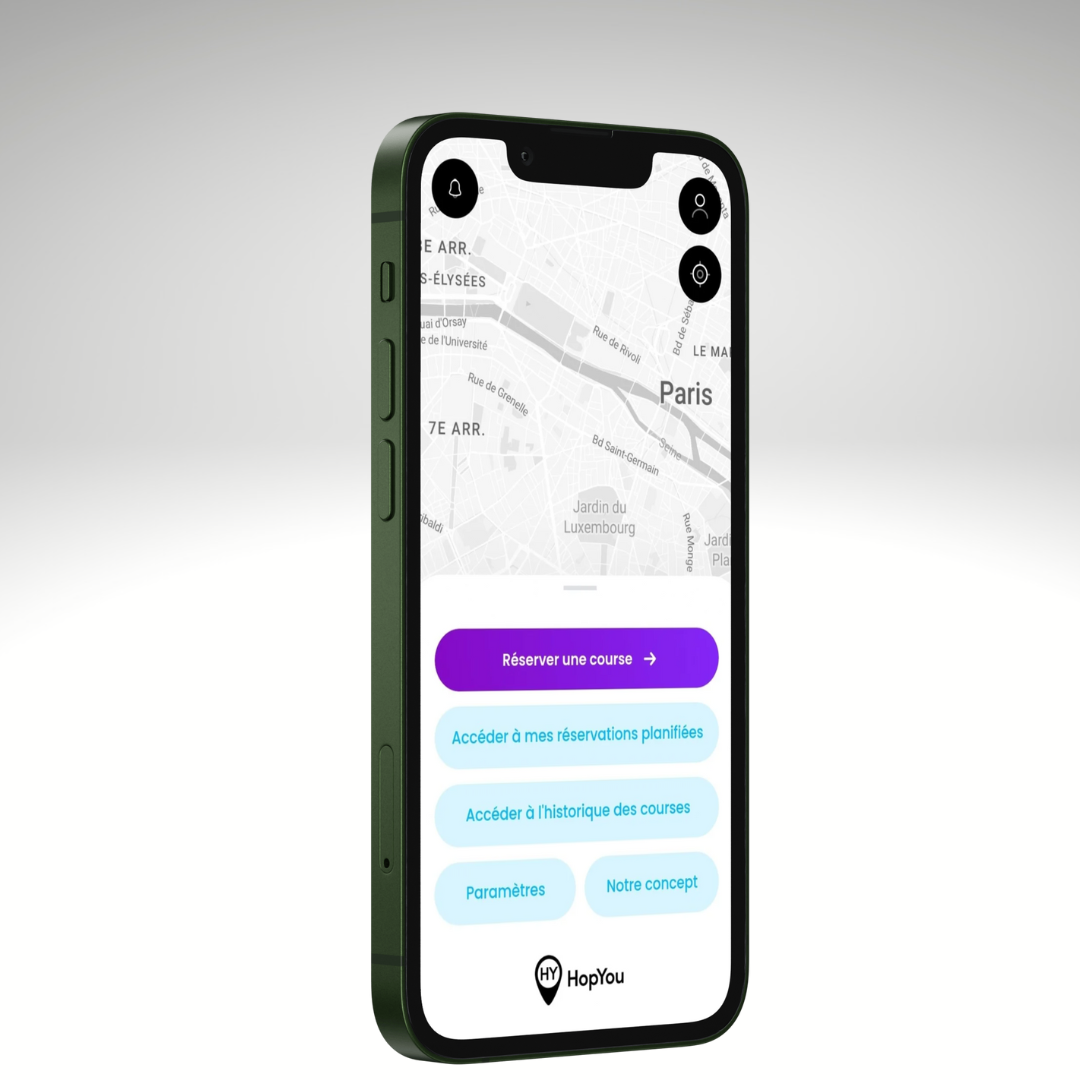 3E ARR.
S-ÉLYSÉES
uai d'Orsay
e de l'Université
Rue de Rivoli
Bd de Séba
LE MA
Paris
Rue de Grenelle
7E ARR.
Bd Saint-Germain
Seine
Jardin du
Luxembourg
ibaldi
Rue Monge
Jardi
Pla
Réserver une course →
Accéder à mes réservations planifiées
Accéder à l'historique des courses
Paramètres
Notre concept
HY HopYou